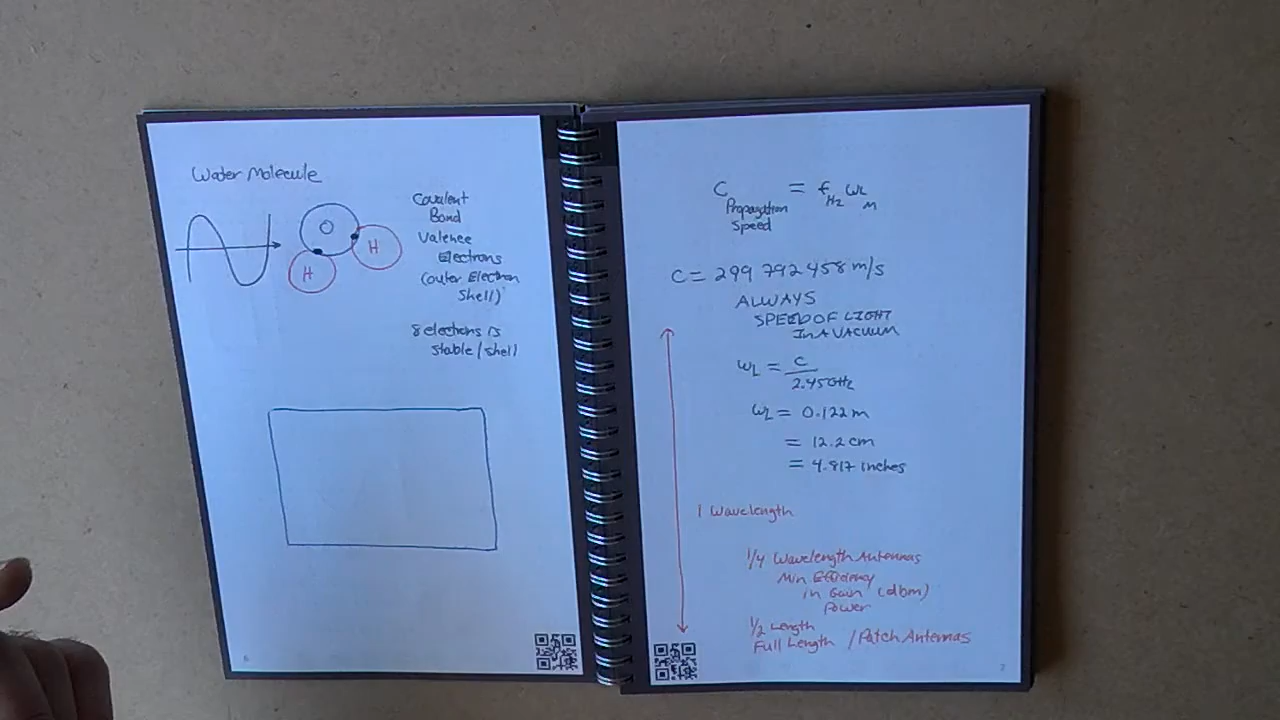 Water Molecule
Covalent
Bond
Valence
Electrons
(outer Electron
Shell)
8 electrons is
stable/shell
O
H
H
6
C = f WL
Hz M
Propagation
Speed
C = 299 792 458 m/s
ALWAYS
SPEED OF LIGHT
IN A VACUUM
WL = C
2.45GHz
WL = 0.122 m
= 12.2 cm
= 4.817 inches
1 Wavelength
1/4 Wavelength Antennas
Min Efficiency
in Gain (dbm)
Power
1/2 Length
Full Length / Patch Antennas
7